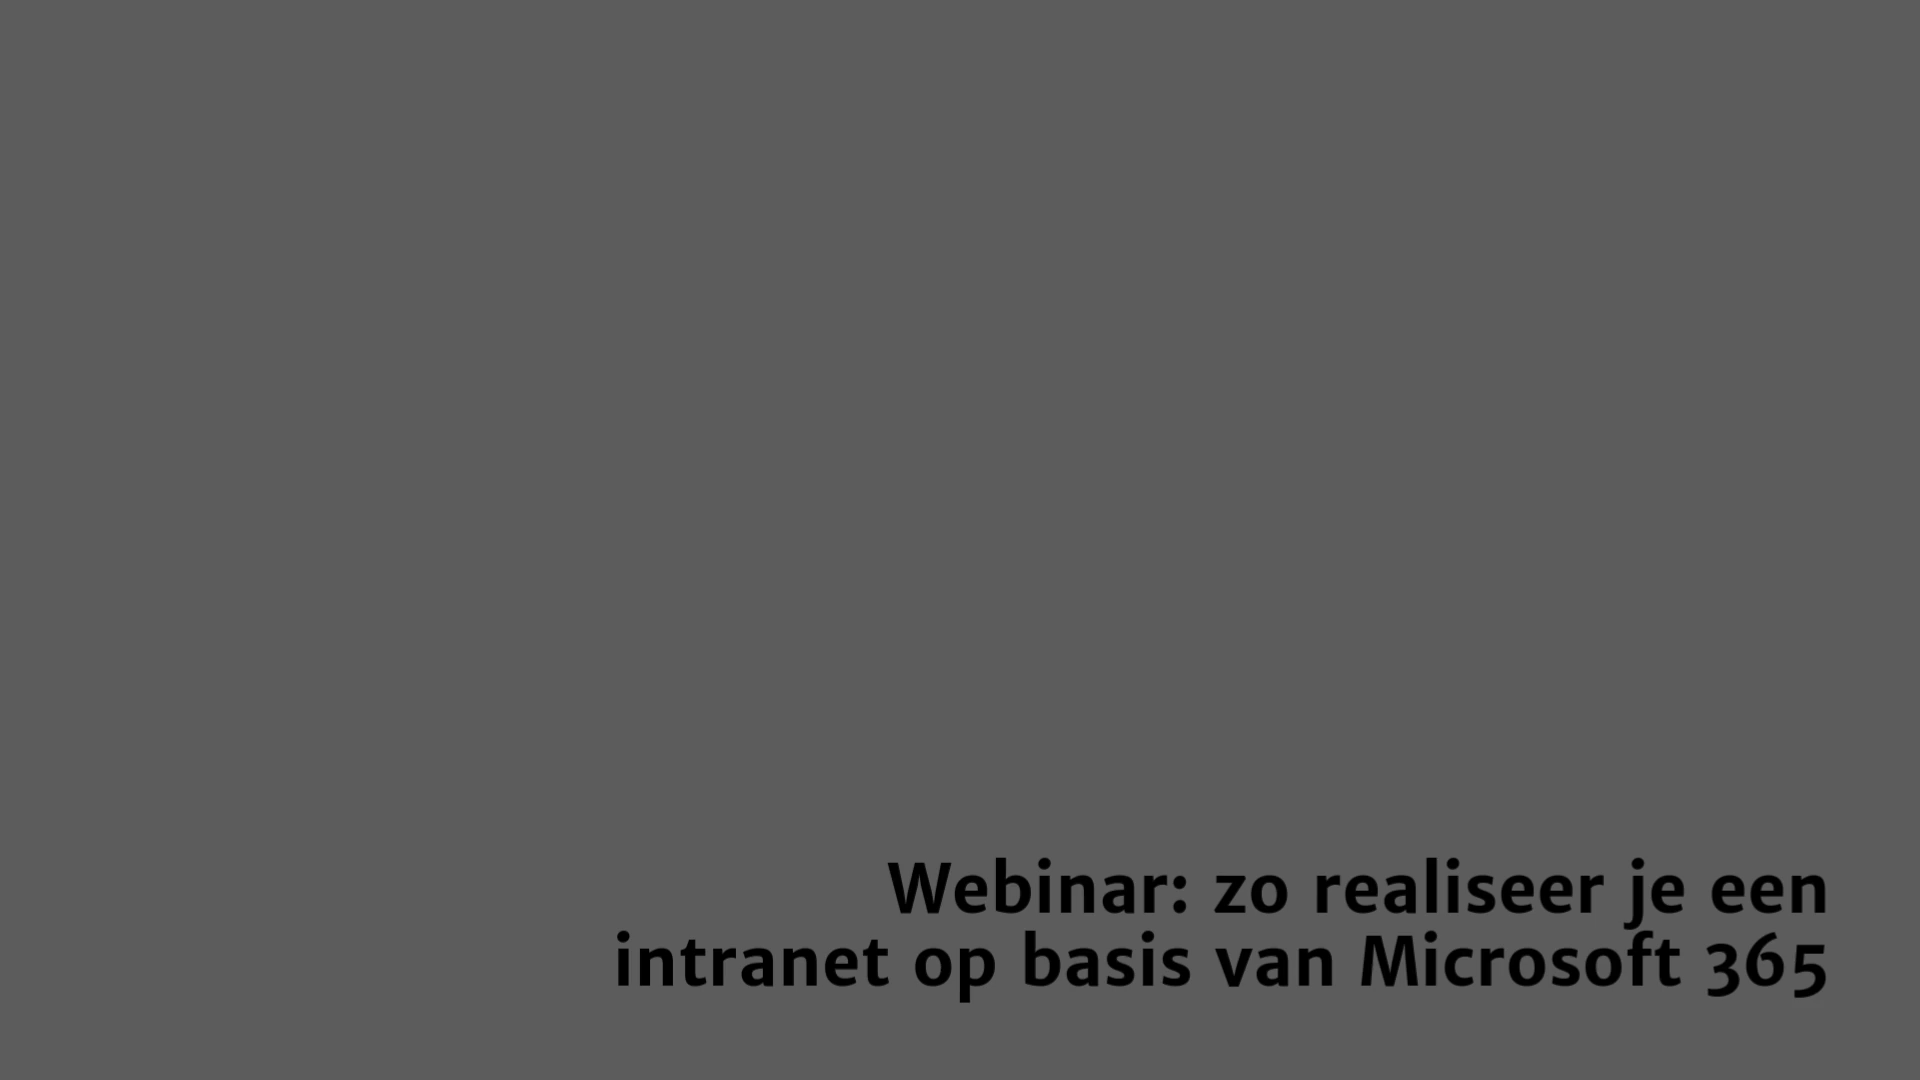 Webinar: zo realiseer je een
intranet op basis van Microsoft 365